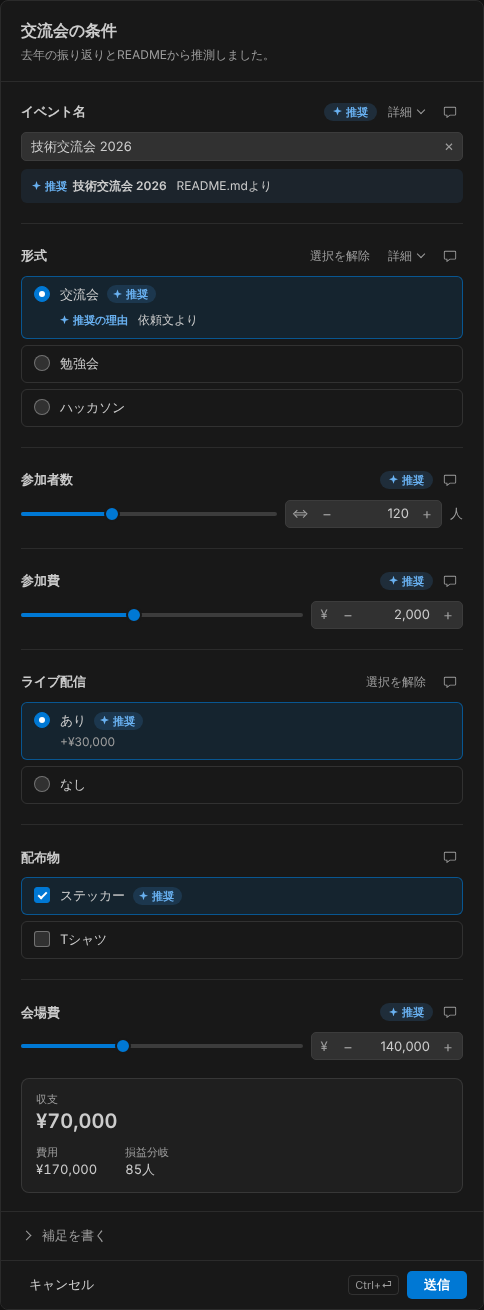 交流会の条件
去年の振り返りとREADMEから推測しました。
イベント名 推奨 詳細
技術交流会 2026 ×
推奨 技術交流会 2026 README.mdより
形式 選択を解除 詳細
交流会 推奨
推奨の理由 依頼文より
勉強会
ハッカソン
参加者数 推奨
− 120 + 人
参加費 推奨
¥ − 2,000 +
ライブ配信 選択を解除
あり 推奨
+¥30,000
なし
配布物
ステッカー 推奨
Tシャツ
会場費 推奨
¥ − 140,000 +
収支
¥70,000
費用 損益分岐
¥170,000 85人
補足を書く
キャンセル Ctrl+⏎ 送信